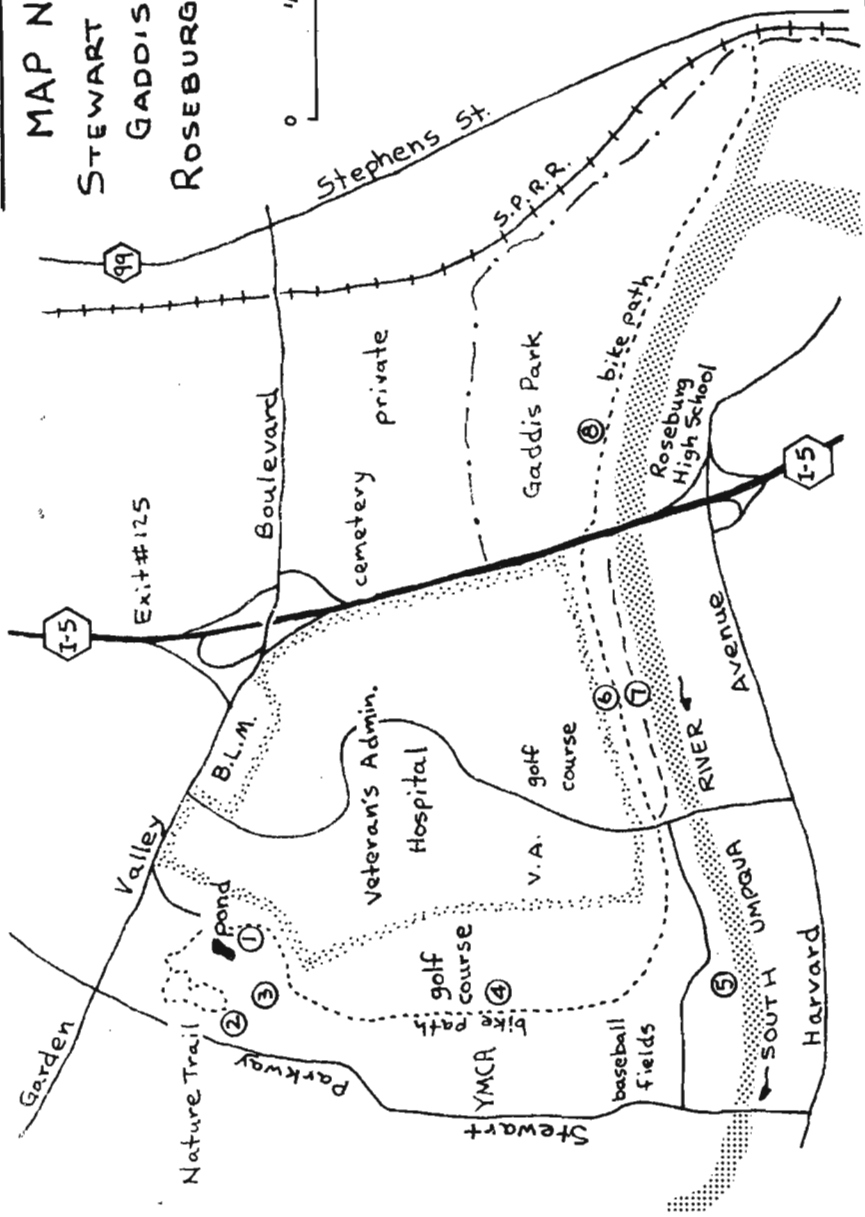 MAP N
STEWART
GADDIS
ROSEBURG
0
99
Stephens St.
S.P.R.R.
I-5
Exit #125
Boulevard
private
cemetery
Gaddis Park
bike path
8
Roseburg
High School
I-5
Garden
Valley
B.L.M.
Veteran's Admin.
Hospital
golf
course
V.A.
6
7
RIVER
Avenue
pond
1
2
3
Nature Trail
Parkway
golf
course
4
bike path
YMCA
baseball
fields
Stewart
5
SOUTH UMPQUA
Harvard